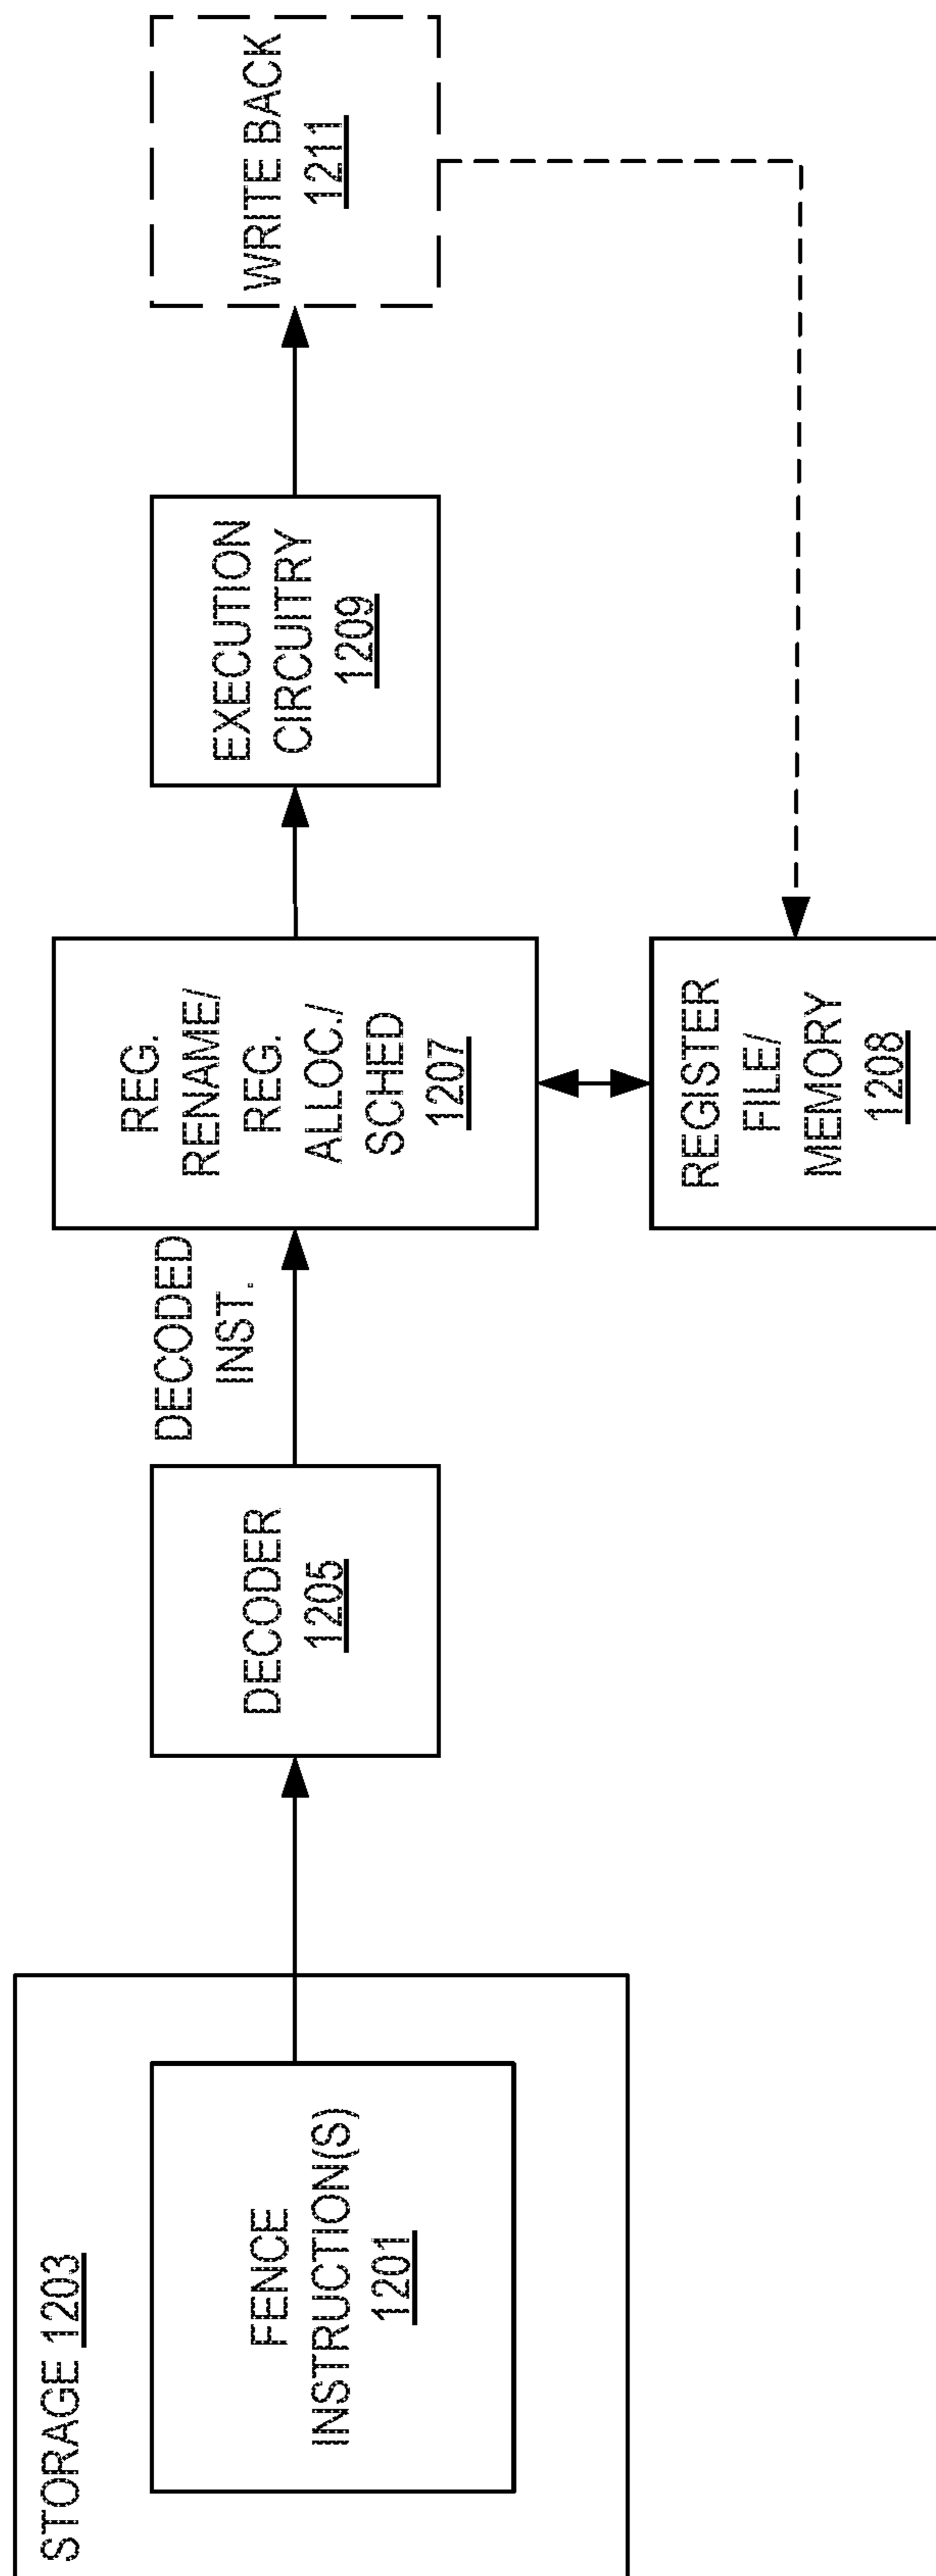 STORAGE 1203
FENCE
INSTRUCTION(S)
1201
DECODER
1205
DECODED
INST.
REG.
RENAME/
REG.
ALLOC./
SCHED
1207
REGISTER
FILE/
MEMORY
1208
EXECUTION
CIRCUITRY
1209
WRITE BACK
1211